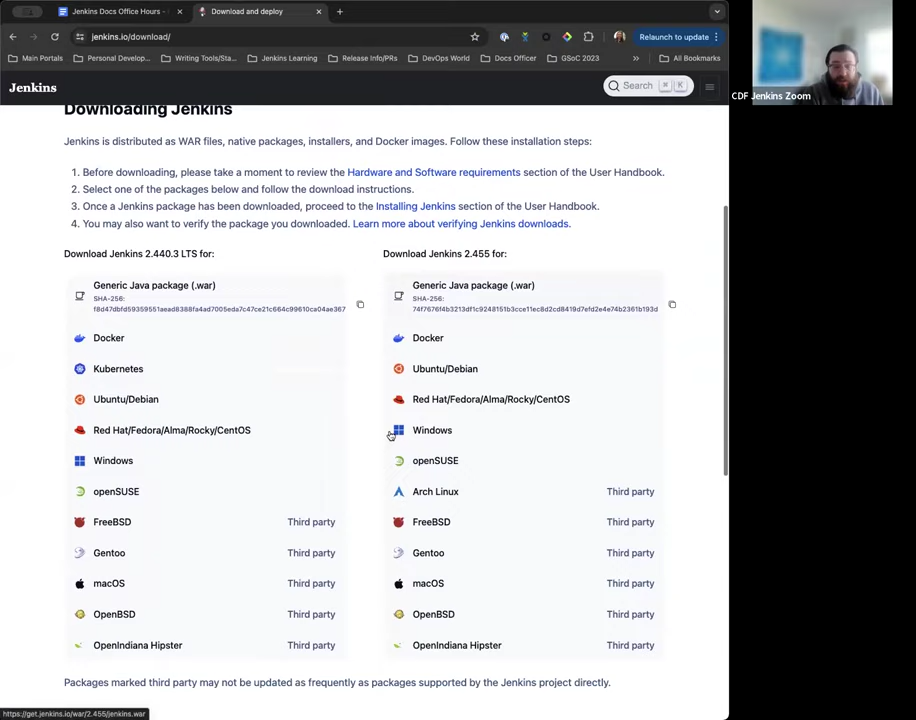 Jenkins Docs Office Hours -
Download and deploy
jenkins.io/download/
Relaunch to update
Main Portals
Personal Develop...
Writing Tools/Sta...
Jenkins Learning
Release Info/PRs
DevOps World
Docs Officer
GSoC 2023
All Bookmarks
Jenkins
Search ⌘ K
CDF Jenkins Zoom
Downloading Jenkins
Jenkins is distributed as WAR files, native packages, installers, and Docker images. Follow these installation steps:
1. Before downloading, please take a moment to review the Hardware and Software requirements section of the User Handbook.
2. Select one of the packages below and follow the download instructions.
3. Once a Jenkins package has been downloaded, proceed to the Installing Jenkins section of the User Handbook.
4. You may also want to verify the package you downloaded. Learn more about verifying Jenkins downloads.
Download Jenkins 2.440.3 LTS for:
Generic Java package (.war)
SHA-256:
f8d47dbfd59359551aead8388fa4ad7005eda7c47ce21c664c99610ca04ae367
Docker
Kubernetes
Ubuntu/Debian
Red Hat/Fedora/Alma/Rocky/CentOS
Windows
openSUSE
FreeBSD Third party
Gentoo Third party
macOS Third party
OpenBSD Third party
OpenIndiana Hipster Third party
Download Jenkins 2.455 for:
Generic Java package (.war)
SHA-256:
74f7676f4b3213df1c9248151b3cce11ec8d2cd8419d7efd2e4e74b2361b193d
Docker
Ubuntu/Debian
Red Hat/Fedora/Alma/Rocky/CentOS
Windows
openSUSE
Arch Linux Third party
FreeBSD Third party
Gentoo Third party
macOS Third party
OpenBSD Third party
OpenIndiana Hipster Third party
Packages marked third party may not be updated as frequently as packages supported by the Jenkins project directly.
https://get.jenkins.io/war/2.455/jenkins.war